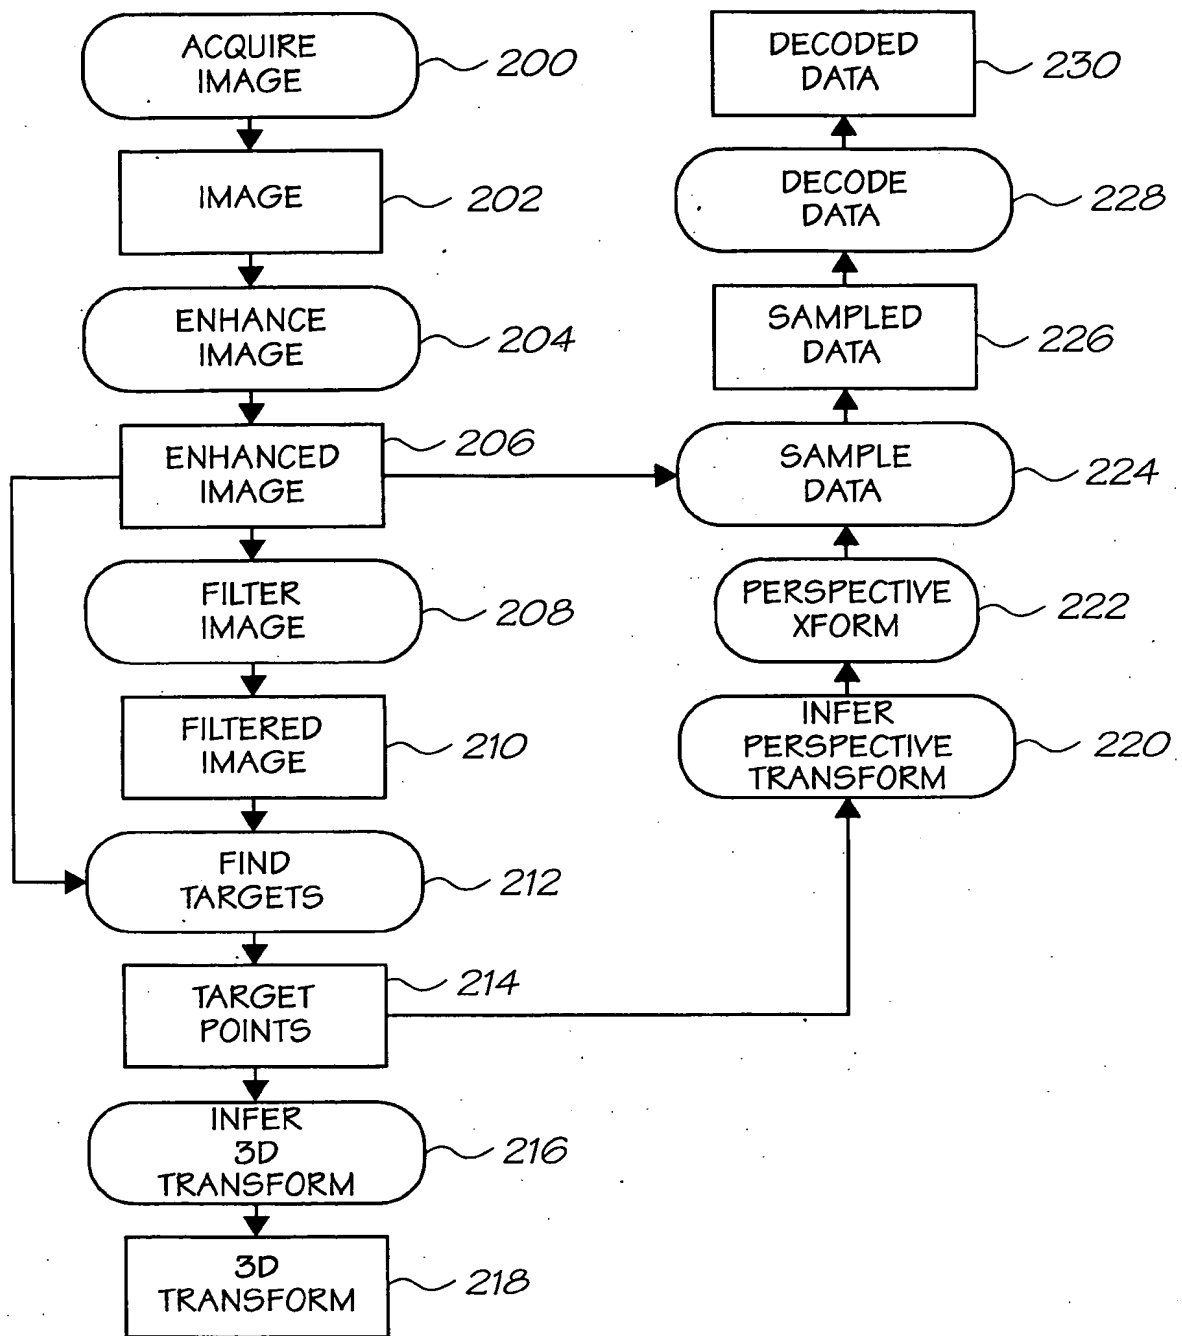 ACQUIRE
IMAGE
200
IMAGE
202
ENHANCE
IMAGE
204
ENHANCED
IMAGE
206
FILTER
IMAGE
208
FILTERED
IMAGE
210
FIND
TARGETS
212
TARGET
POINTS
214
INFER
3D
TRANSFORM
216
3D
TRANSFORM
218
DECODED
DATA
230
DECODE
DATA
228
SAMPLED
DATA
226
SAMPLE
DATA
224
PERSPECTIVE
XFORM
222
INFER
PERSPECTIVE
TRANSFORM
220